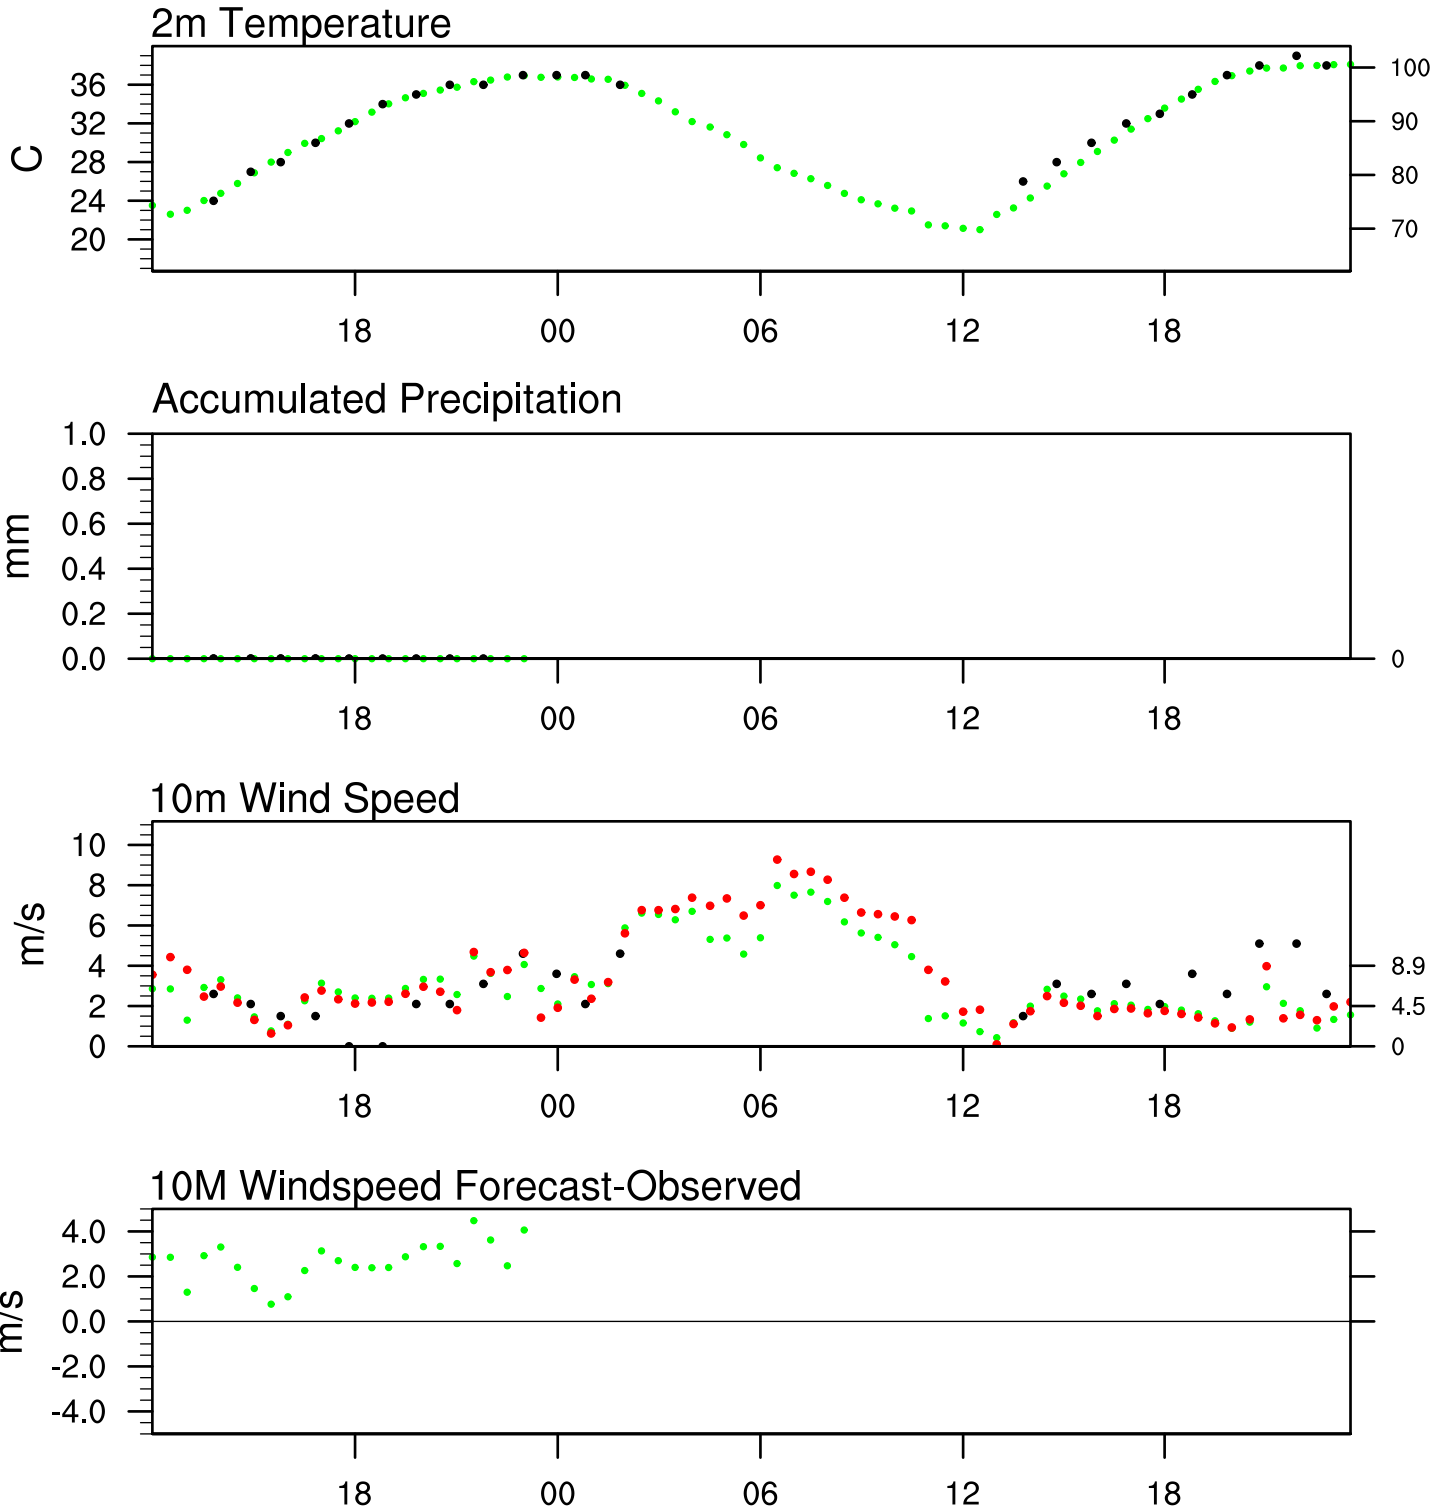 2m Temperature
36
32
28
24
20
C
100
90
80
70
18 00 06 12 18
Accumulated Precipitation
1.0
0.8
0.6
0.4
0.2
0.0
mm
0
18 00 06 12 18
10m Wind Speed
10
8
6
4
2
0
m/s
8.9
4.5
0
18 00 06 12 18
10M Windspeed Forecast-Observed
4.0
2.0
0.0
-2.0
-4.0
m/s
18 00 06 12 18